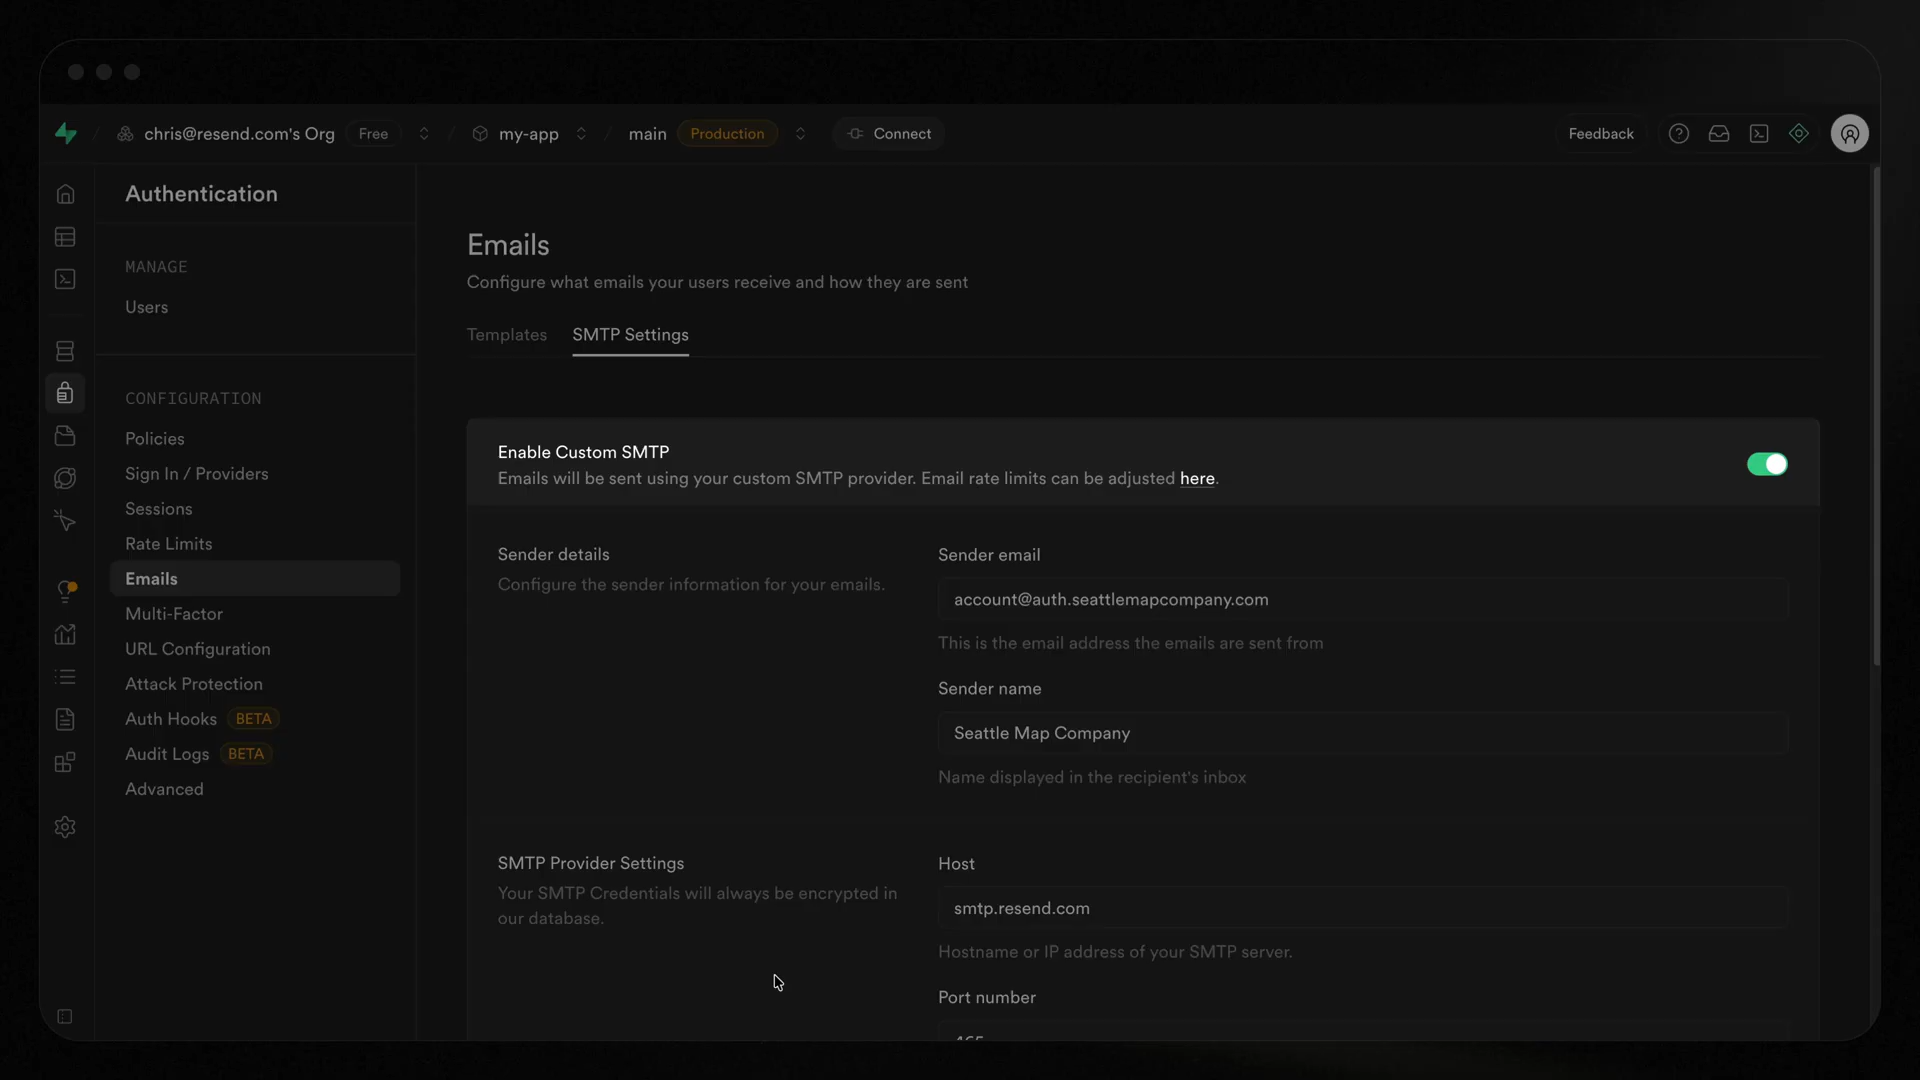 chris@resend.com's Org Free my-app main Production Connect Feedback
Authentication
MANAGE
Users
CONFIGURATION
Policies
Sign In / Providers
Sessions
Rate Limits
Emails
Multi-Factor
URL Configuration
Attack Protection
Auth Hooks BETA
Audit Logs BETA
Advanced
Emails
Configure what emails your users receive and how they are sent
Templates SMTP Settings
Enable Custom SMTP
Emails will be sent using your custom SMTP provider. Email rate limits can be adjusted here.
Sender details
Configure the sender information for your emails.
Sender email
account@auth.seattlemapcompany.com
This is the email address the emails are sent from
Sender name
Seattle Map Company
Name displayed in the recipient's inbox
SMTP Provider Settings
Your SMTP Credentials will always be encrypted in
our database.
Host
smtp.resend.com
Hostname or IP address of your SMTP server.
Port number
465